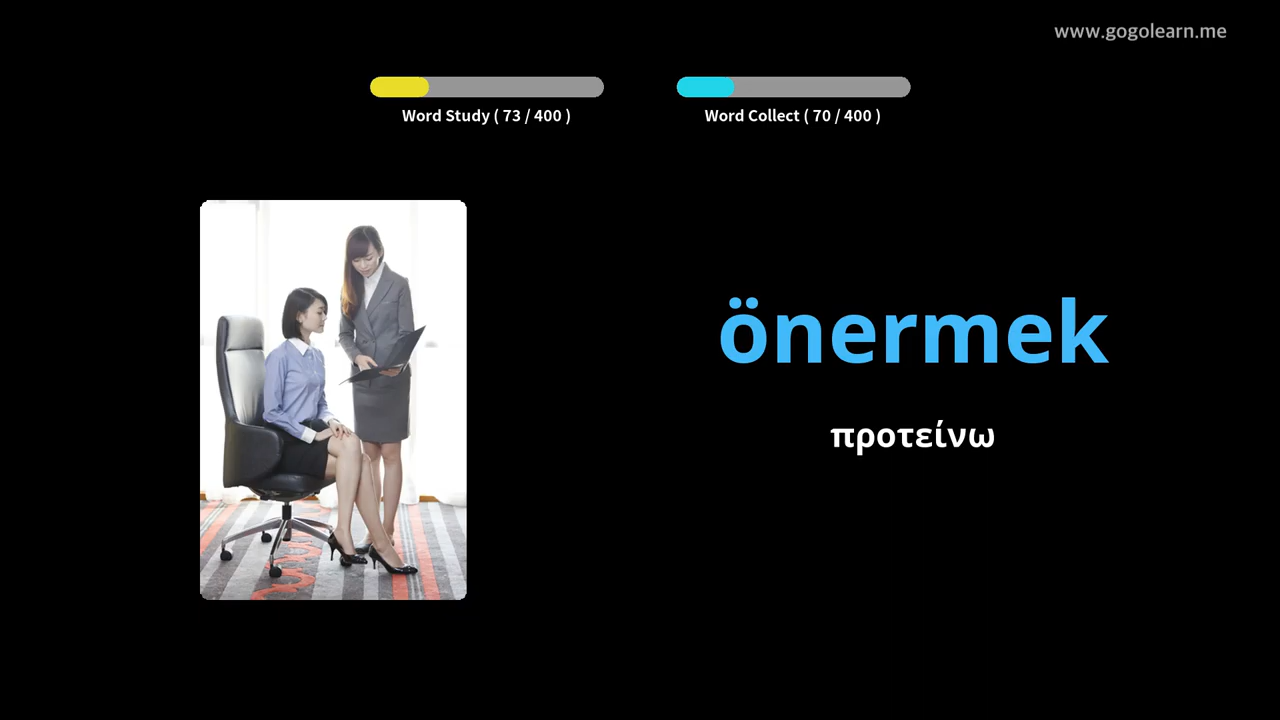 www.gogolearn.me
Word Study ( 73 / 400 )
Word Collect ( 70 / 400 )
önermek
προτείνω